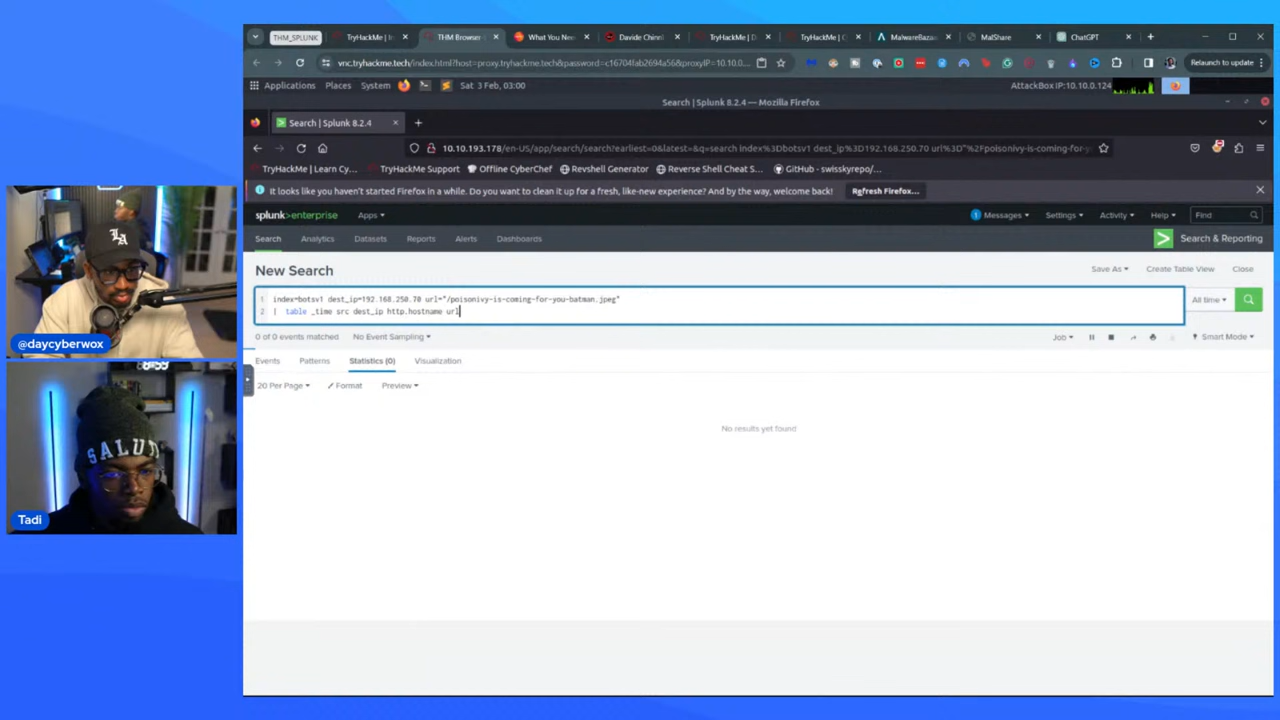 THM_SPLUNK
TryHackMe | In
THM Browser
What You Nee
Davide Chinni
TryHackMe | D
TryHackMe | C
MalwareBazaa
MalShare
ChatGPT
vnc.tryhackme.tech/index.html?host=proxy.tryhackme.tech&password=c16704fab2694a56&proxyIP=10.10.0.
Relaunch to update
Applications Places System
Sat 3 Feb, 03:00
AttackBox IP:10.10.0.124
Search | Splunk 8.2.4 — Mozilla Firefox
Search | Splunk 8.2.4
10.10.193.178/en-US/app/search/search?earliest=0&latest=&q=search index%3Dbotsv1 dest_ip%3D192.168.250.70 url%3D"%2Fpoisonivy-is-coming-for-y
TryHackMe | Learn Cy...
TryHackMe Support
Offline CyberChef
Revshell Generator
Reverse Shell Cheat S...
GitHub - swisskyrepo/...
It looks like you haven't started Firefox in a while. Do you want to clean it up for a fresh, like-new experience? And by the way, welcome back!
Refresh Firefox...
splunk>enterprise
Apps
1
Messages
Settings
Activity
Help
Find
Search
Analytics
Datasets
Reports
Alerts
Dashboards
Search & Reporting
New Search
Save As
Create Table View
Close
1 index=botsv1 dest_ip=192.168.250.70 url="/poisonivy-is-coming-for-you-batman.jpeg"
2 | table _time src dest_ip http.hostname url
All time
0 of 0 events matched
No Event Sampling
Job
Smart Mode
Events
Patterns
Statistics (0)
Visualization
20 Per Page
Format
Preview
No results yet found
LA
@daycyberwox
SALU
Tadi